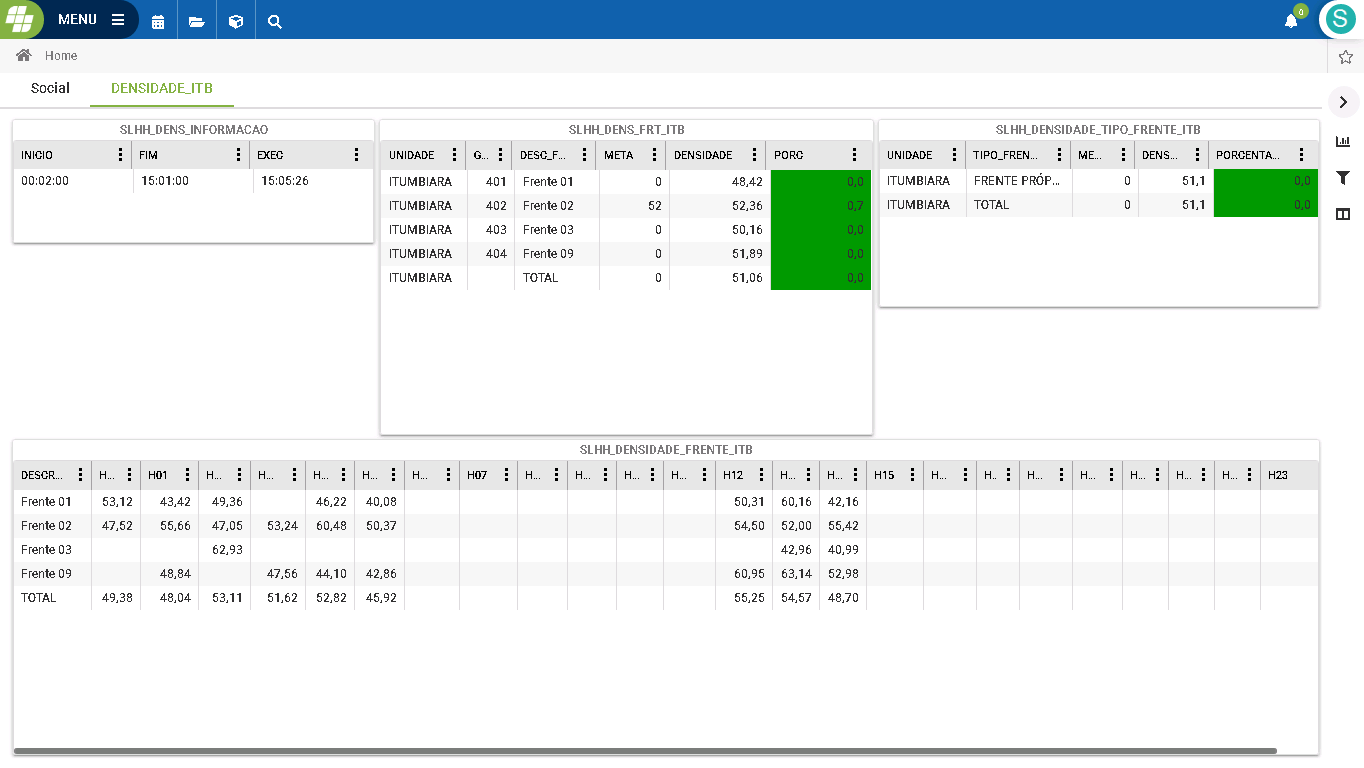 MENU
0
S
Home
Social DENSIDADE_ITB
SLHH_DENS_INFORMACAO
INICIO FIM EXEC
00:02:00 15:01:00 15:05:26
SLHH_DENS_FRT_ITB
UNIDADE G... DESC_F... META DENSIDADE PORC
ITUMBIARA 401 Frente 01 0 48,42 0,0
ITUMBIARA 402 Frente 02 52 52,36 0,7
ITUMBIARA 403 Frente 03 0 50,16 0,0
ITUMBIARA 404 Frente 09 0 51,89 0,0
ITUMBIARA TOTAL 0 51,06 0,0
SLHH_DENSIDADE_TIPO_FRENTE_ITB
UNIDADE TIPO_FREN... ME... DENS... PORCENTA...
ITUMBIARA FRENTE PRÓP... 0 51,1 0,0
ITUMBIARA TOTAL 0 51,1 0,0
SLHH_DENSIDADE_FRENTE_ITB
DESCR... H... H01 H... H... H... H... H... H07 H... H... H... H... H12 H... H... H15 H... H... H... H... H... H... H... H23
Frente 01 53,12 43,42 49,36 46,22 40,08 50,31 60,16 42,16
Frente 02 47,52 55,66 47,05 53,24 60,48 50,37 54,50 52,00 55,42
Frente 03 62,93 42,96 40,99
Frente 09 48,84 47,56 44,10 42,86 60,95 63,14 52,98
TOTAL 49,38 48,04 53,11 51,62 52,82 45,92 55,25 54,57 48,70